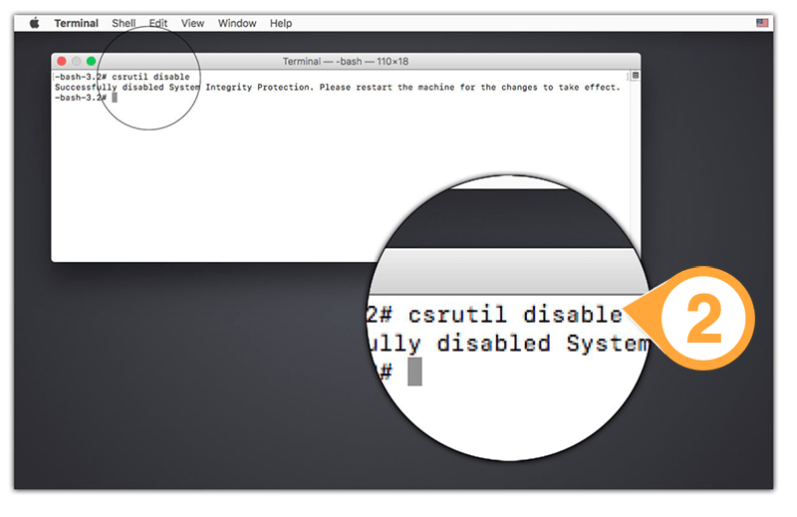 Terminal Shell Edit View Window Help
Terminal — -bash — 110×18
-bash-3.2# csrutil disable
Successfully disabled System Integrity Protection. Please restart the machine for the changes to take effect.
-bash-3.2#
2# csrutil disable
ully disabled System
#
2